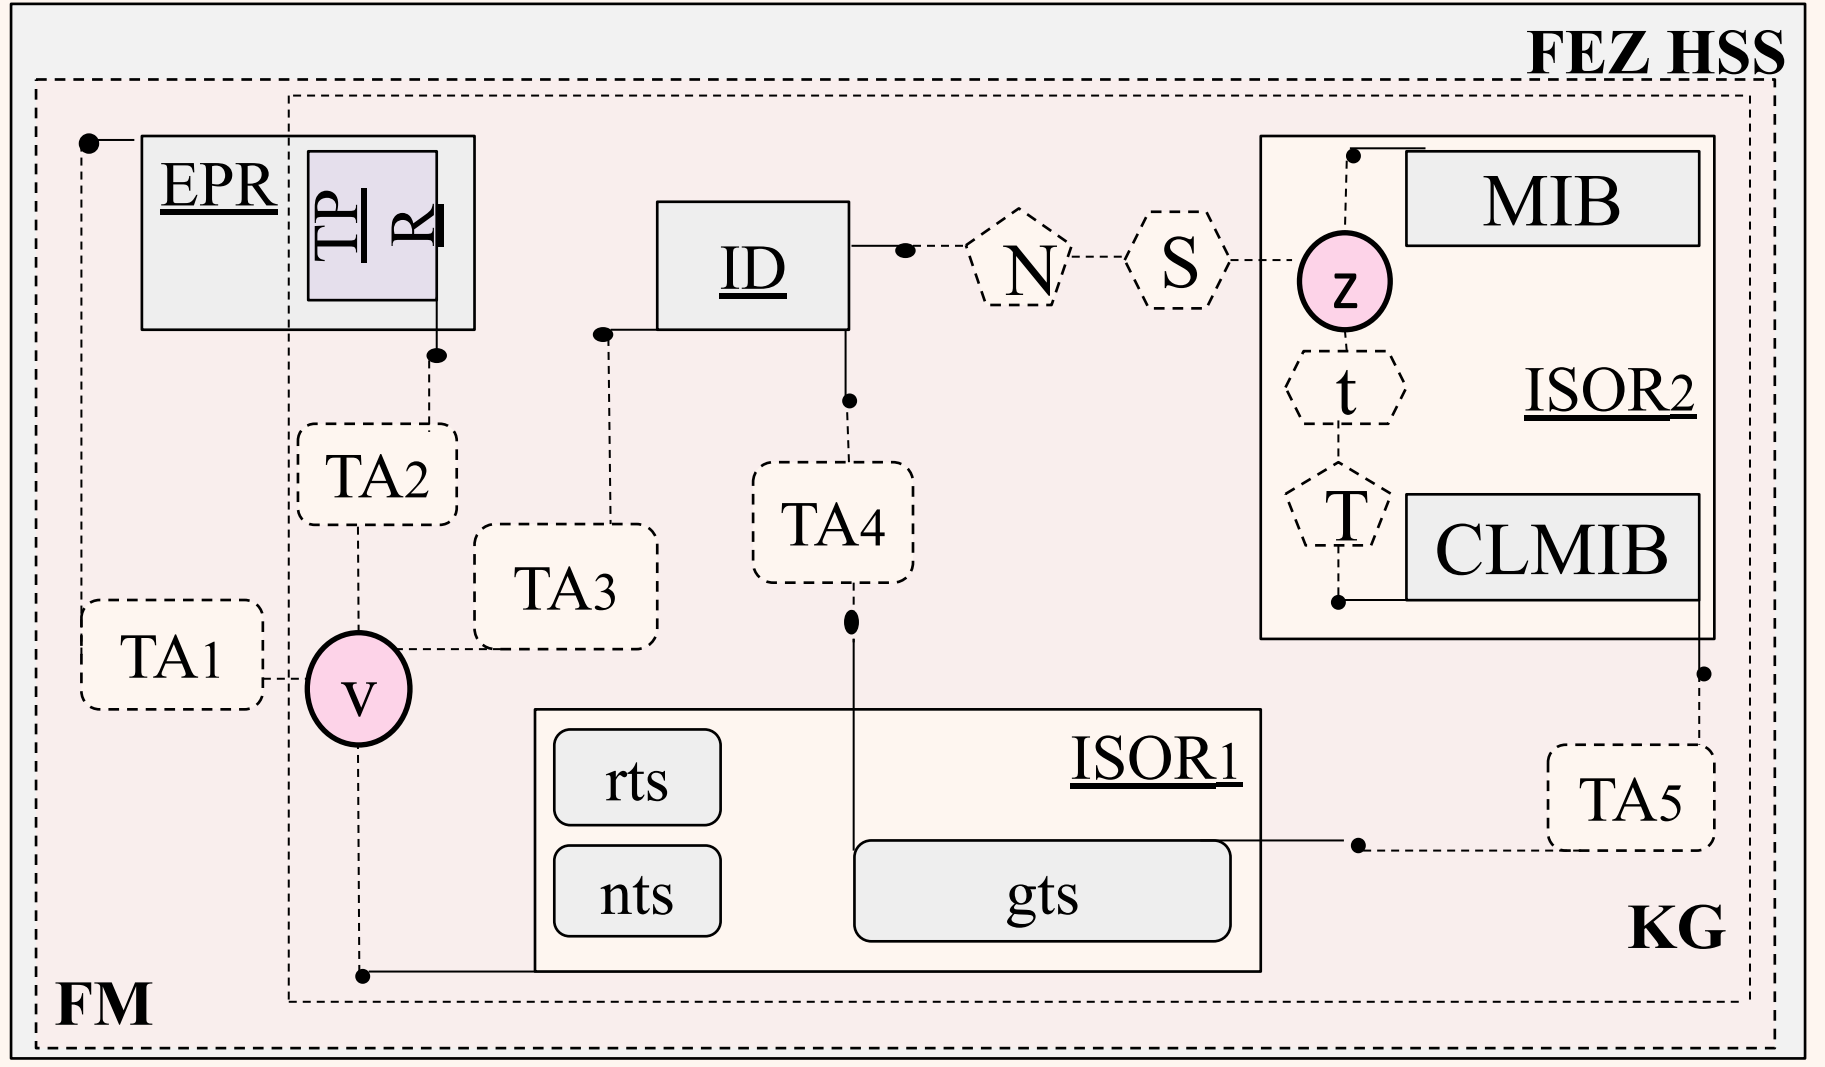 FEZ HSS
EPR
TP
R
ID
N
S
z
MIB
t
ISOR2
T
CLMIB
TA2
TA3
TA4
TA1
v
rts
ISOR1
TA5
nts
gts
KG
FM